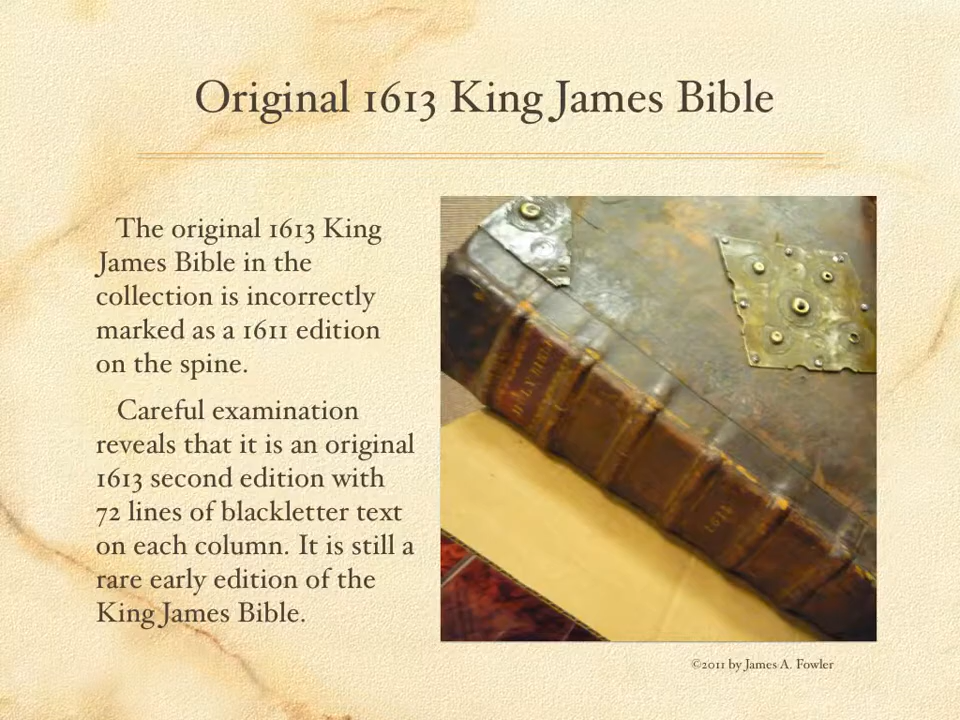 Original 1613 King James Bible
The original 1613 King
James Bible in the
collection is incorrectly
marked as a 1611 edition
on the spine.
Careful examination
reveals that it is an original
1613 second edition with
72 lines of blackletter text
on each column. It is still a
rare early edition of the
King James Bible.
HOLY BIBLE
1611
©2011 by James A. Fowler